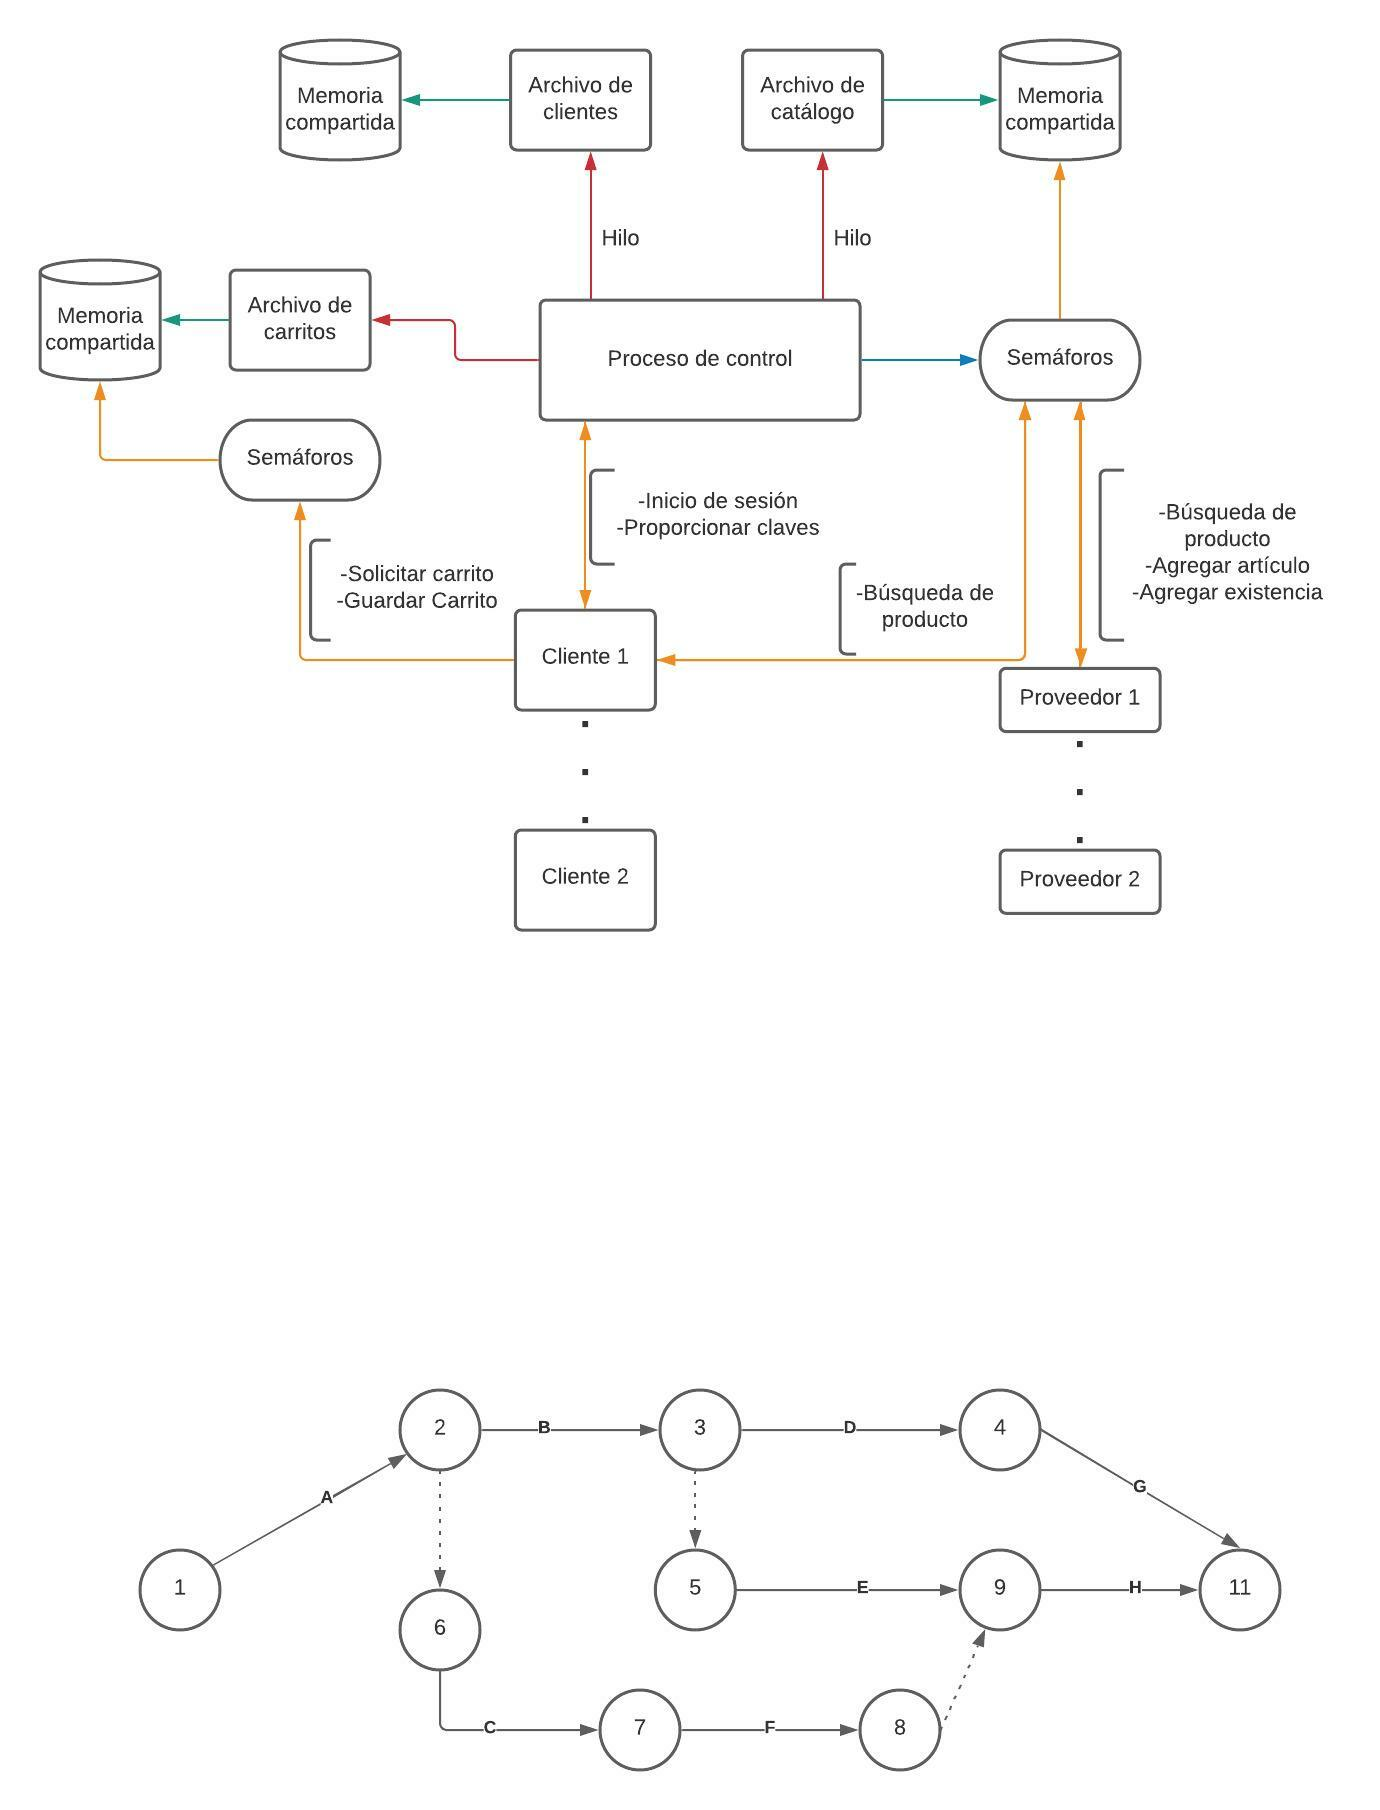 Memoria
compartida
Archivo de
clientes
Archivo de
catálogo
Memoria
compartida
Hilo
Hilo
Memoria
compartida
Archivo de
carritos
Proceso de control
Semáforos
Semáforos
-Inicio de sesión
-Proporcionar claves
-Búsqueda de
producto
-Agregar artículo
-Agregar existencia
-Solicitar carrito
-Guardar Carrito
-Búsqueda de
producto
Cliente 1
Proveedor 1
Cliente 2
Proveedor 2
2
B
3
D
4
A
G
1
5
E
9
H
11
6
C
7
F
8